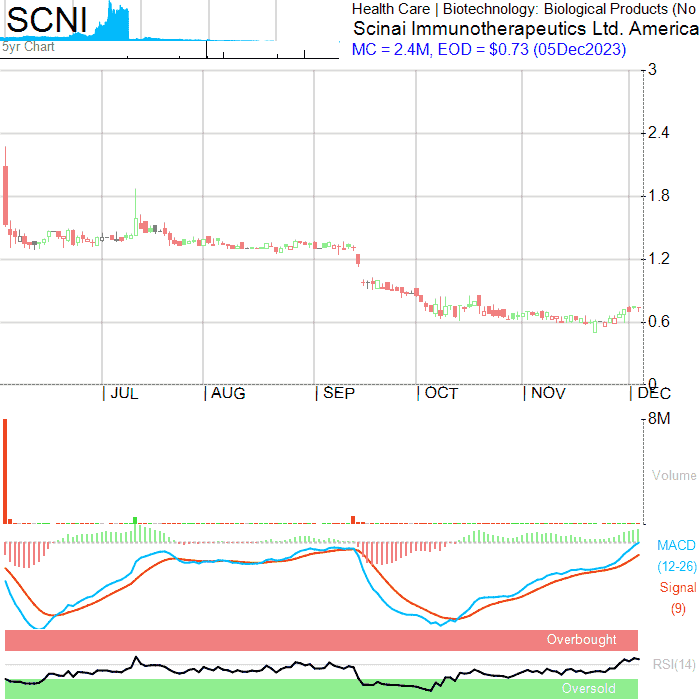 SCNI
5yr Chart
Health Care | Biotechnology: Biological Products (No
Scinai Immunotherapeutics Ltd. America
MC = 2.4M, EOD = $0.73 (05Dec2023)
3
2.4
1.8
1.2
0.6
0
JUL AUG SEP OCT NOV DEC
8M
Volume
MACD
(12-26)
Signal
(9)
Overbought
RSI(14)
Oversold